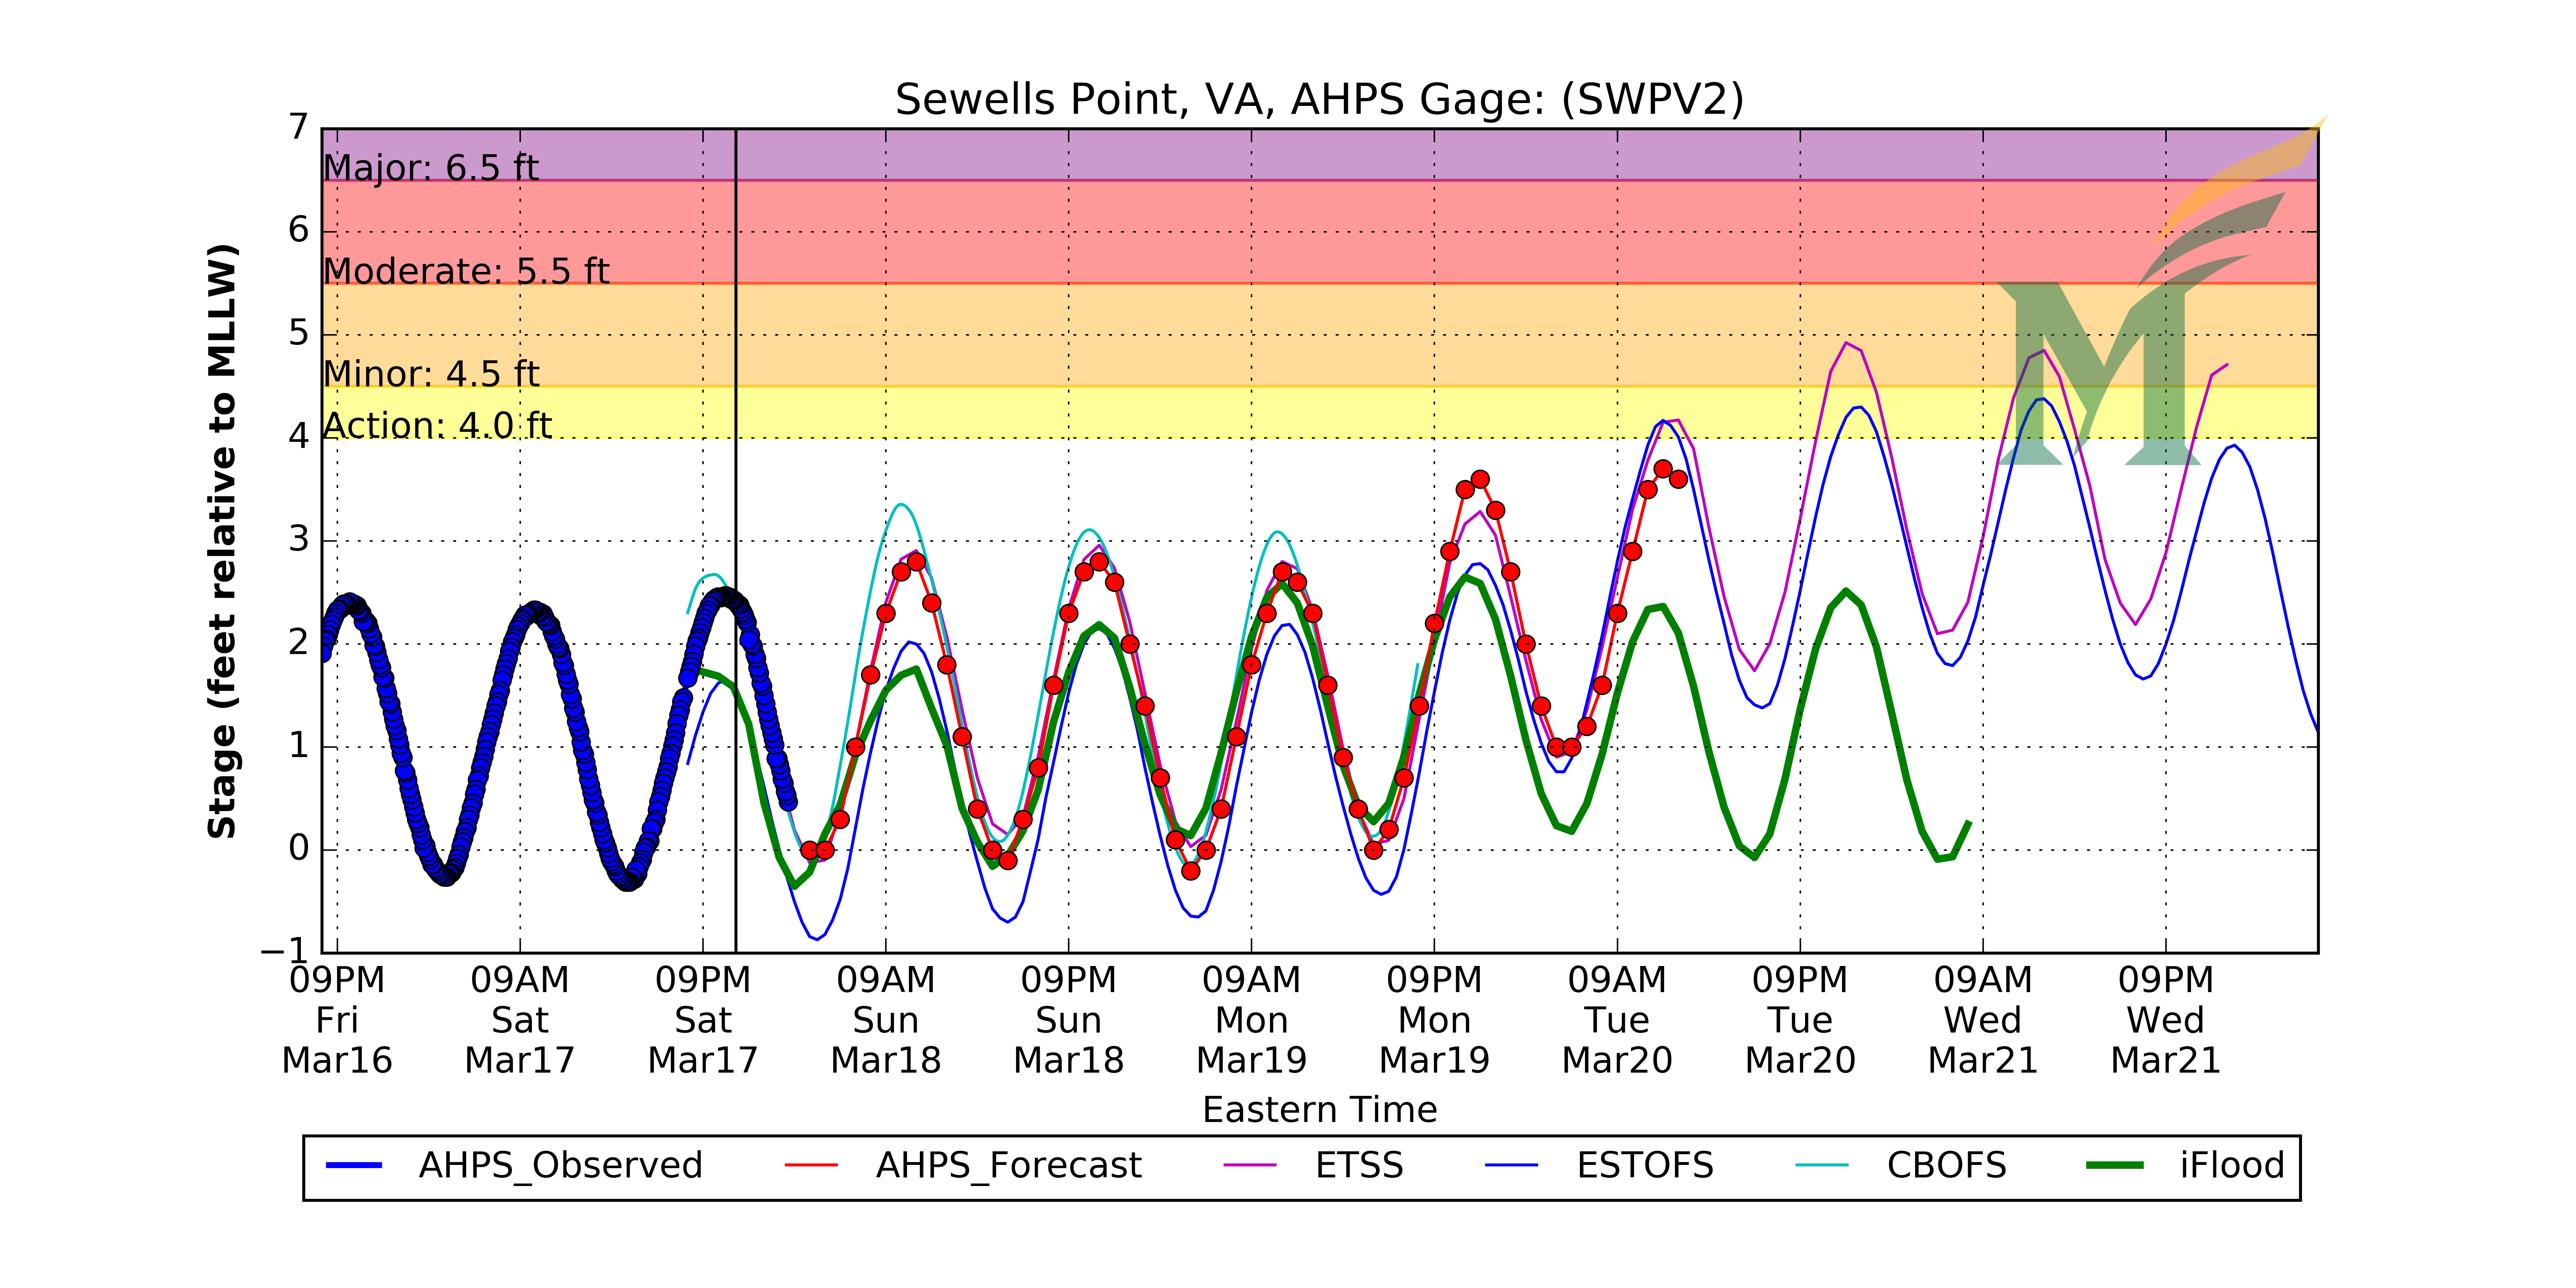 Sewells Point, VA, AHPS Gage: (SWPV2)
Stage (feet relative to MLLW)
7
6
5
4
3
2
1
0
−1
Major: 6.5 ft
Moderate: 5.5 ft
Minor: 4.5 ft
Action: 4.0 ft
M
09PM 09AM 09PM 09AM 09PM 09AM 09PM 09AM 09PM 09AM 09PM
Fri Sat Sat Sun Sun Mon Mon Tue Tue Wed Wed
Mar16 Mar17 Mar17 Mar18 Mar18 Mar19 Mar19 Mar20 Mar20 Mar21 Mar21
Eastern Time
AHPS_Observed AHPS_Forecast ETSS ESTOFS CBOFS iFlood